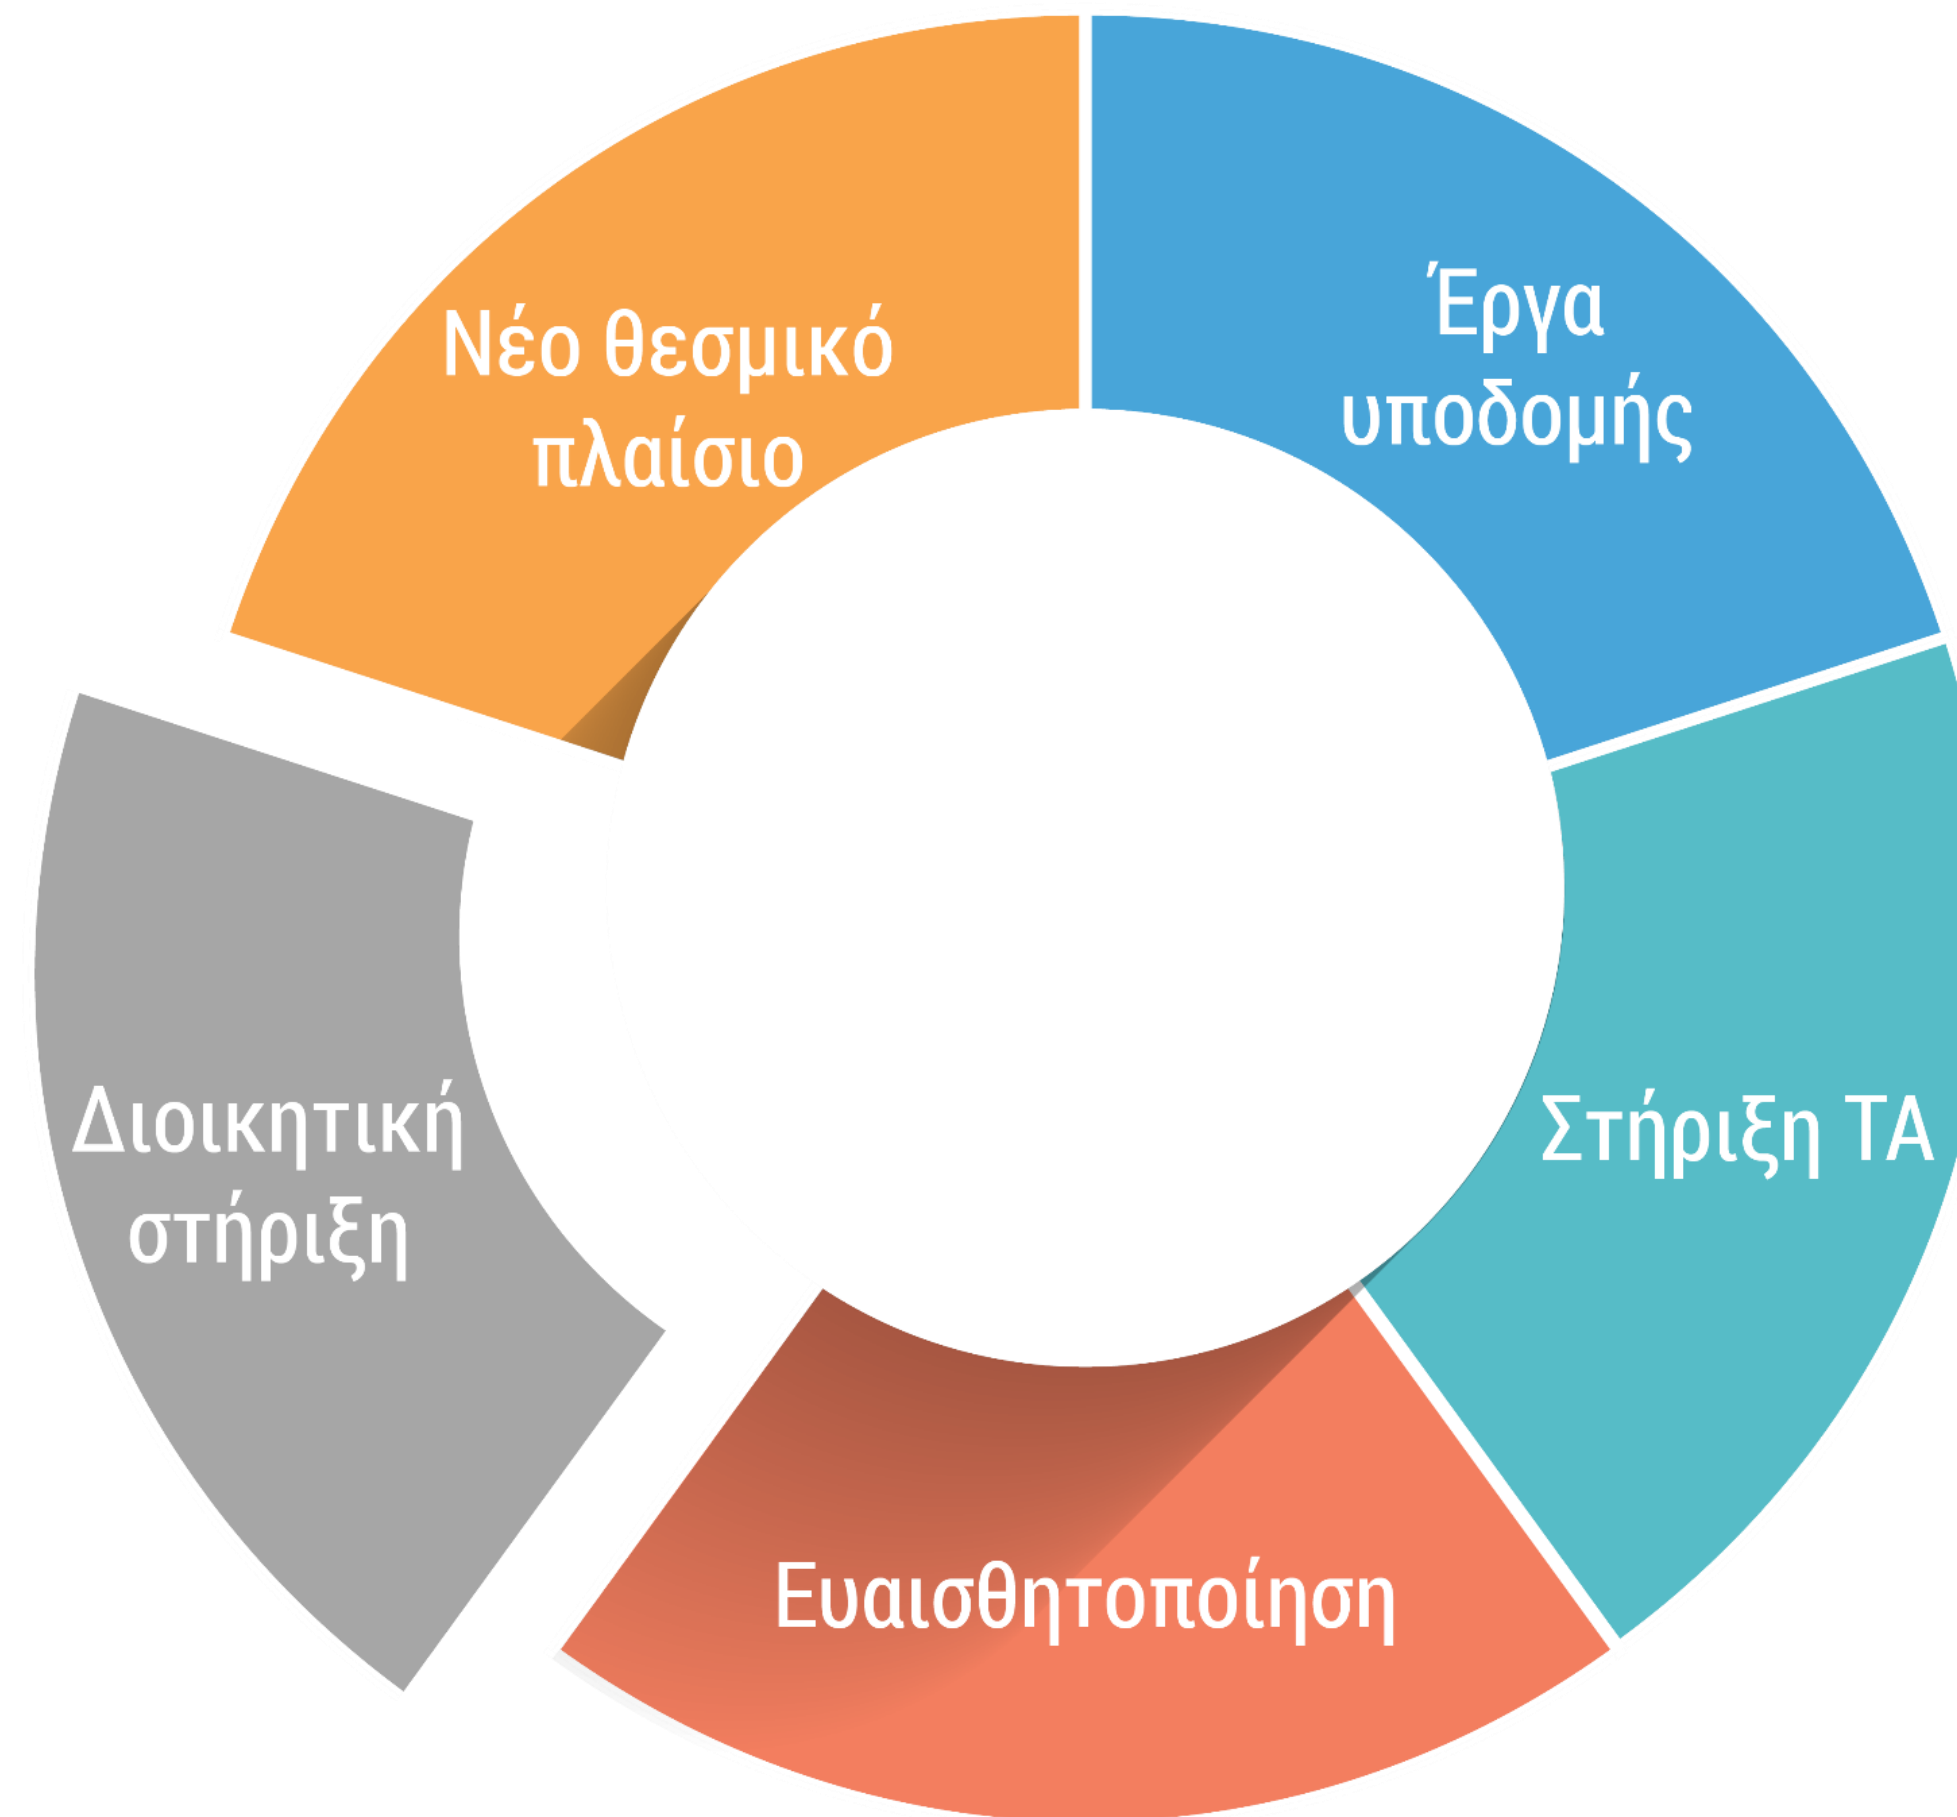 Νέο θεσμικό
πλαίσιο
Έργα
υποδομής
Στήριξη ΤΑ
Ευαισθητοποίηση
Διοικητική
στήριξη